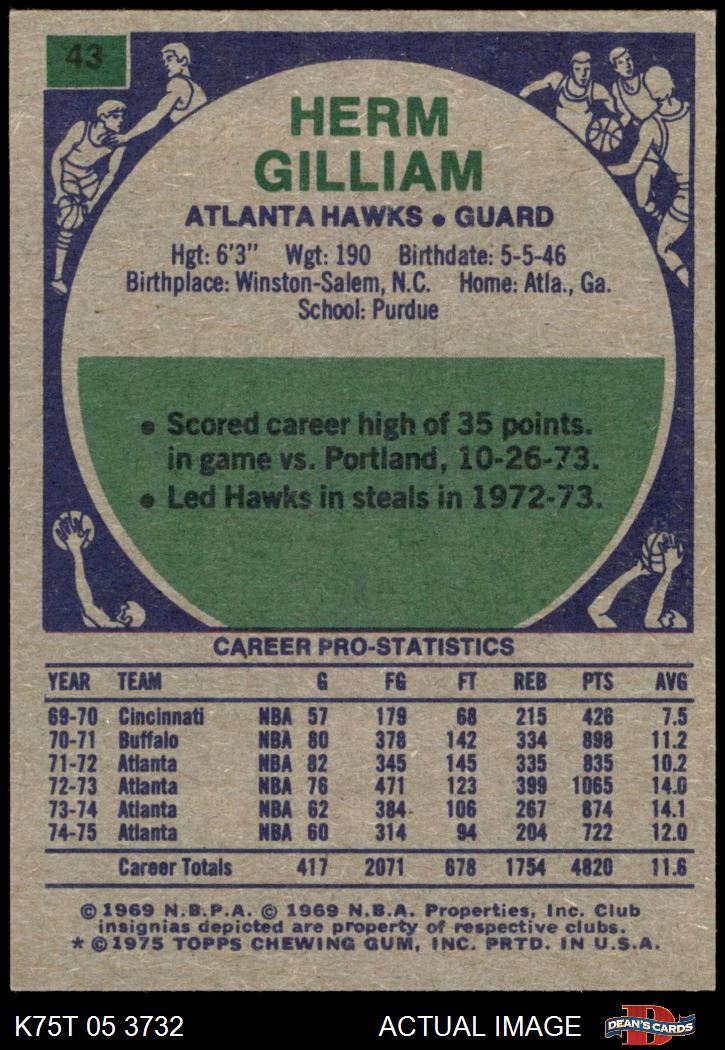 43
HERM
GILLIAM
ATLANTA HAWKS • GUARD
Hgt: 6'3" Wgt: 190 Birthdate: 5-5-46
Birthplace: Winston-Salem, N.C. Home: Atla., Ga.
School: Purdue
• Scored career high of 35 points.
in game vs. Portland, 10-26-73.
• Led Hawks in steals in 1972-73.
CAREER PRO-STATISTICS
YEAR TEAM G FG FT REB PTS AVG
69-70 Cincinnati NBA 57 179 68 215 426 7.5
70-71 Buffalo NBA 80 378 142 334 898 11.2
71-72 Atlanta NBA 82 345 145 335 835 10.2
72-73 Atlanta NBA 76 471 123 399 1065 14.0
73-74 Atlanta NBA 62 384 106 267 874 14.1
74-75 Atlanta NBA 60 314 94 204 722 12.0
Career Totals 417 2071 678 1754 4820 11.6
© 1969 N.B.P.A. © 1969 N.B.A. Properties, Inc. Club
insignias depicted are property of respective clubs.
* © 1975 TOPPS CHEWING GUM, INC. PRTD. IN U.S.A.
K75T 05 3732 ACTUAL IMAGE D DEAN'S CARDS